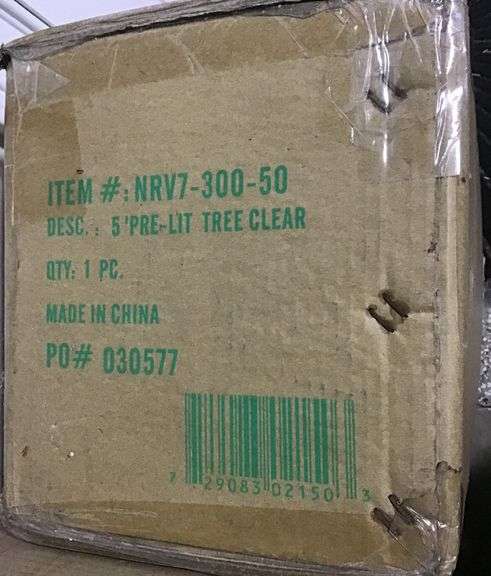 ITEM #: NRV7-300-50
DESC. : 5'PRE-LIT TREE CLEAR
QTY: 1 PC.
MADE IN CHINA
PO# 030577
7 29083 02150 3